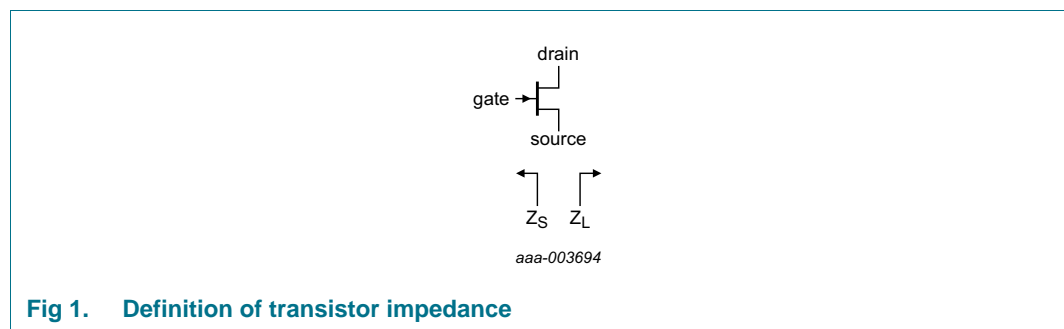 drain
gate
source
ZS ZL
aaa-003694
Fig 1. Definition of transistor impedance